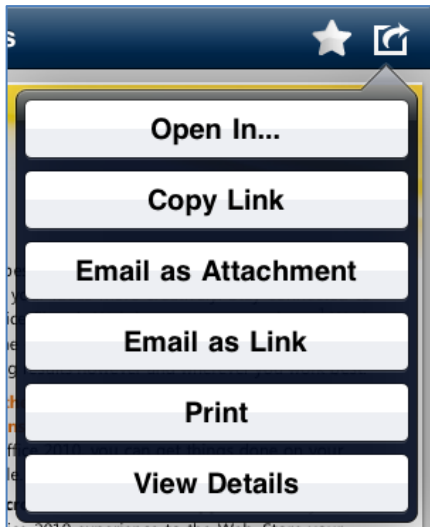 s
Open In...
Copy Link
Email as Attachment
Email as Link
Print
View Details